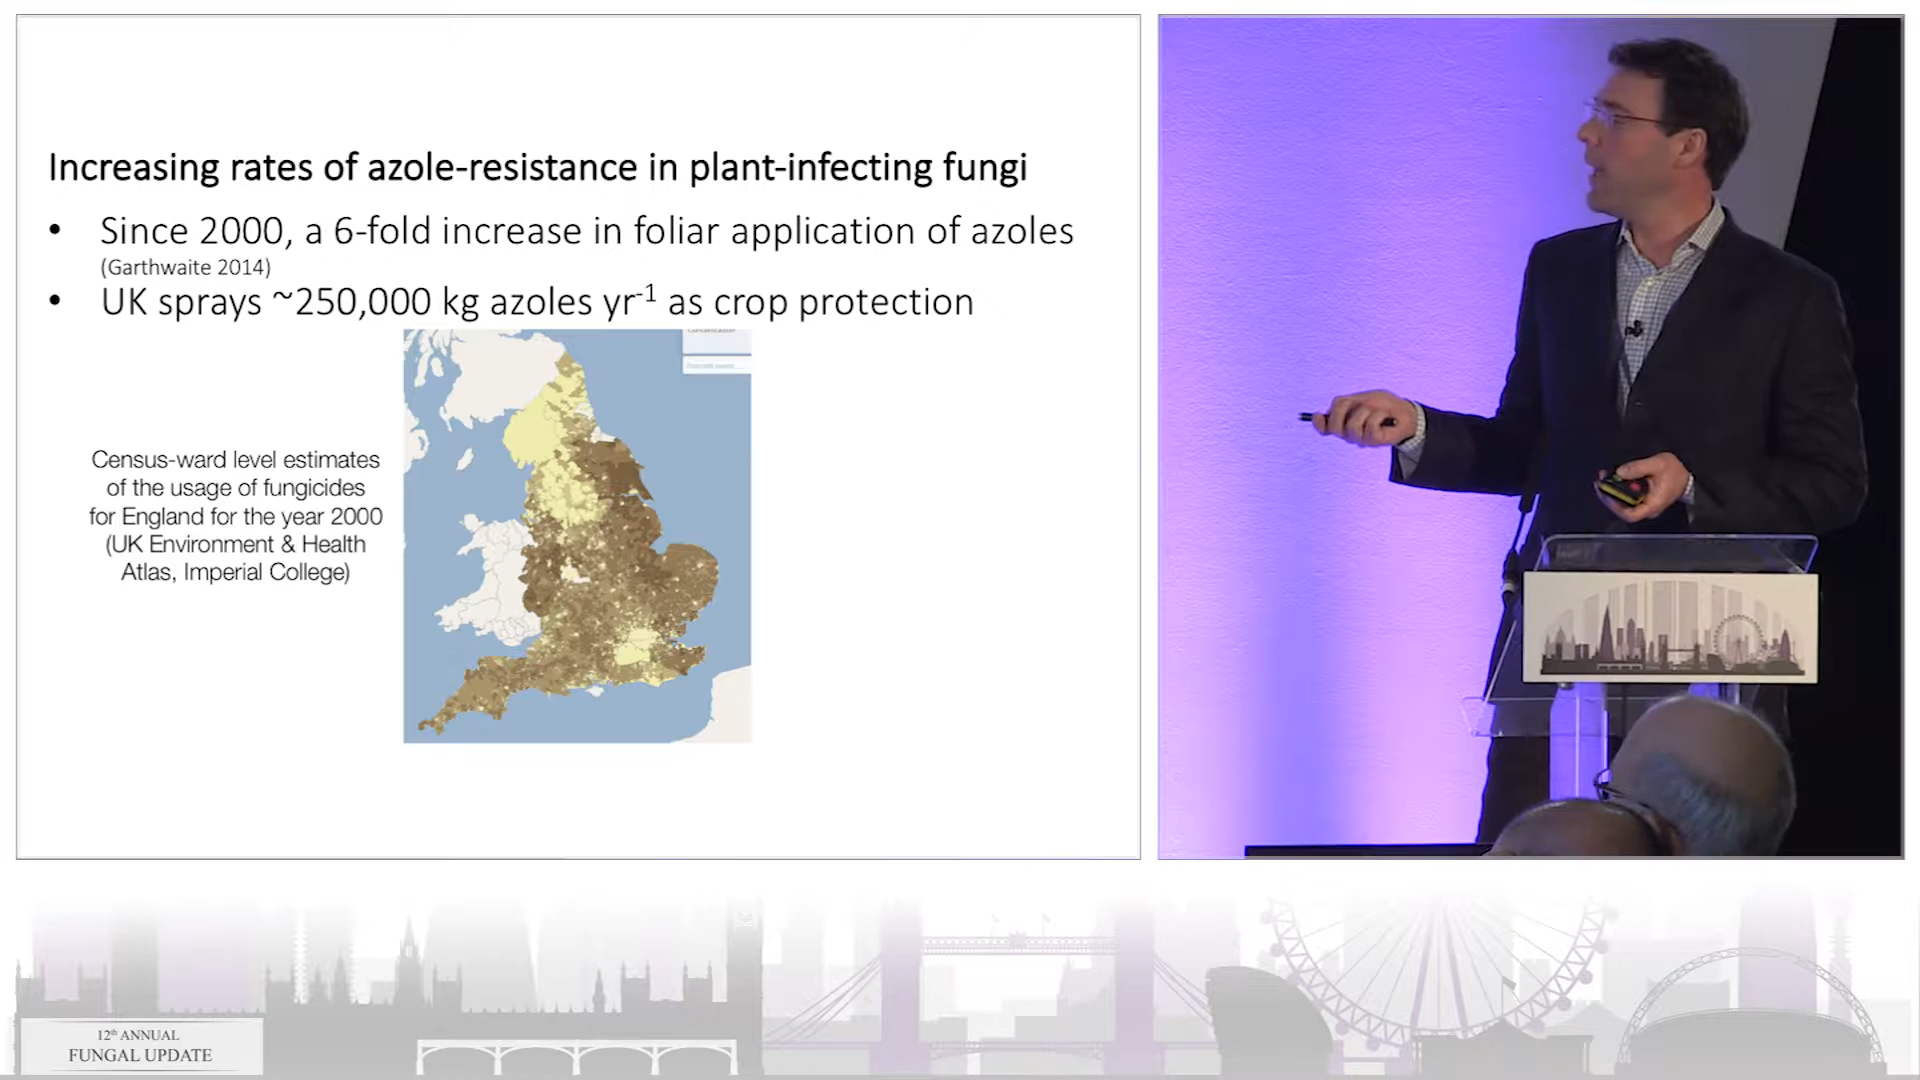 Increasing rates of azole-resistance in plant-infecting fungi
• Since 2000, a 6-fold increase in foliar application of azoles
(Garthwaite 2014)
• UK sprays ~250,000 kg azoles yr-1 as crop protection
Census-ward level estimates
of the usage of fungicides
for England for the year 2000
(UK Environment & Health
Atlas, Imperial College)
12th ANNUAL
FUNGAL UPDATE